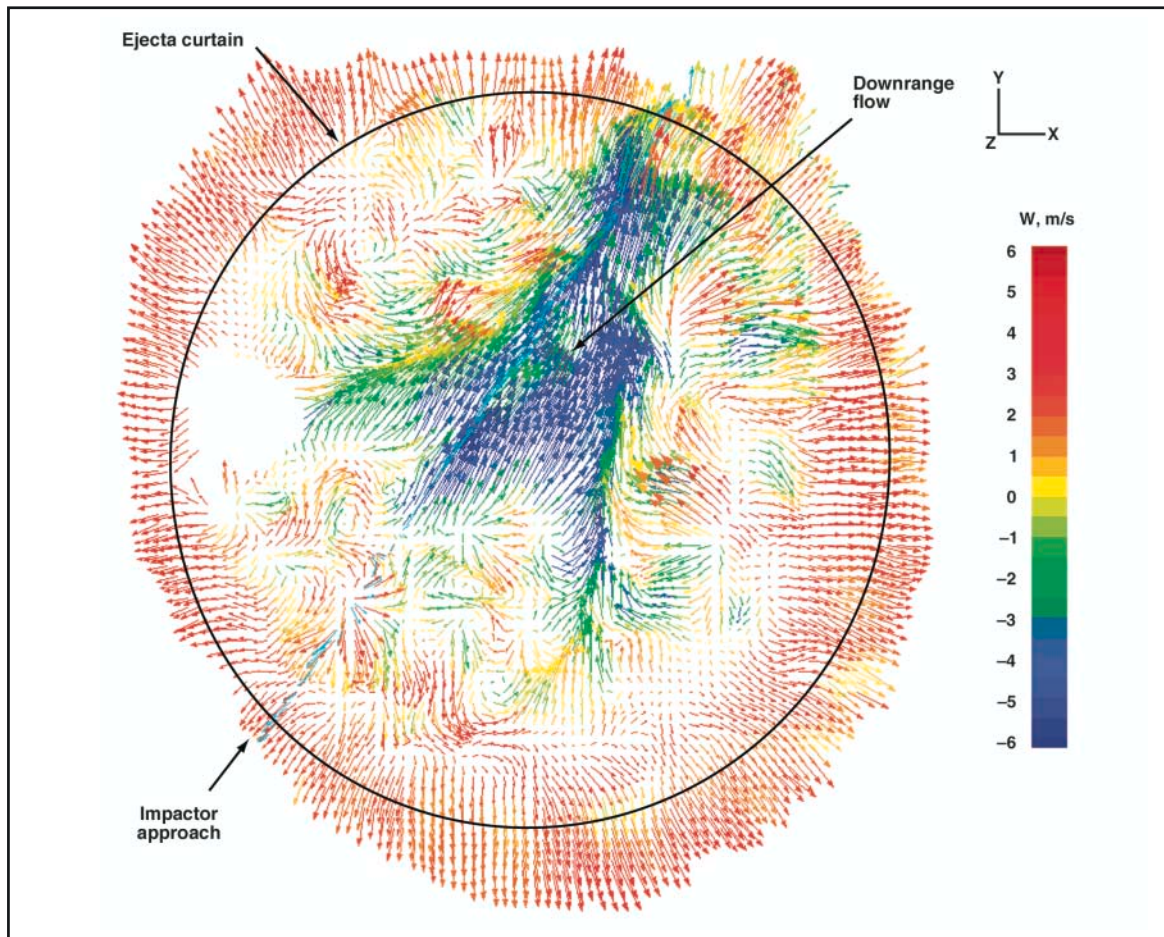 Ejecta curtain
Downrange
flow
Y
Z
X
W, m/s
6
5
4
3
2
1
0
–1
–2
–3
–4
–5
–6
Impactor
approach